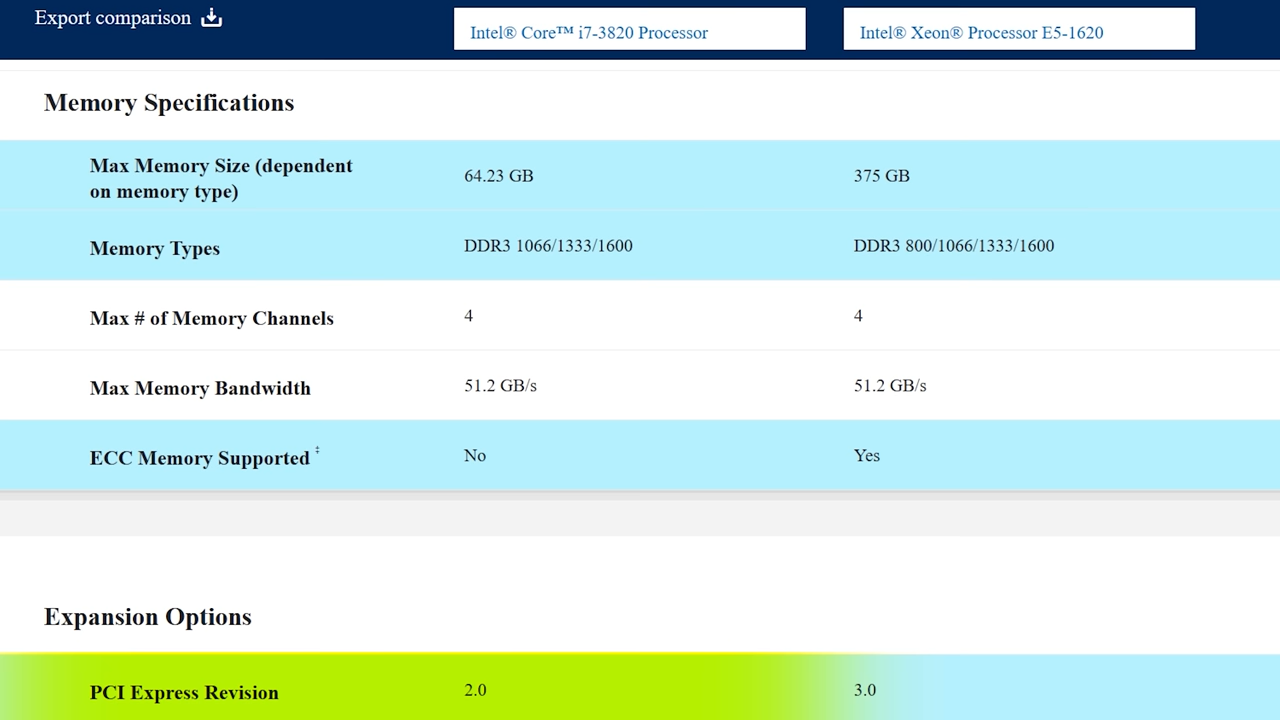 Export comparison
Intel® Core™ i7-3820 Processor
Intel® Xeon® Processor E5-1620
Memory Specifications
Max Memory Size (dependent
on memory type)
64.23 GB
375 GB
Memory Types
DDR3 1066/1333/1600
DDR3 800/1066/1333/1600
Max # of Memory Channels
4
4
Max Memory Bandwidth
51.2 GB/s
51.2 GB/s
ECC Memory Supported ‡
No
Yes
Expansion Options
PCI Express Revision
2.0
3.0